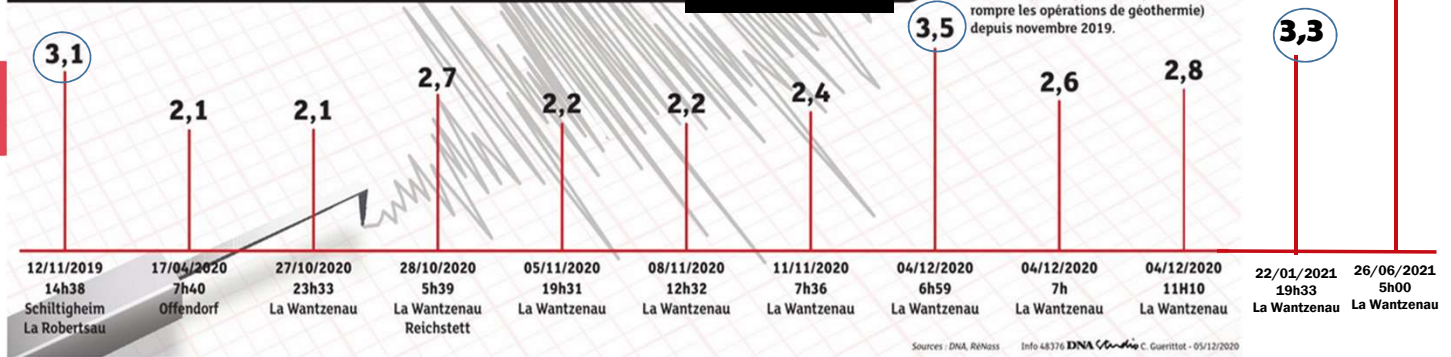 rompre les opérations de géothermie)
depuis novembre 2019.
3,1
2,1
2,1
2,7
2,2
2,2
2,4
3,5
2,6
2,8
3,3
12/11/2019
14h38
Schiltigheim
La Robertsau
17/04/2020
7h40
Offendorf
27/10/2020
23h33
La Wantzenau
28/10/2020
5h39
La Wantzenau
Reichstett
05/11/2020
19h31
La Wantzenau
08/11/2020
12h32
La Wantzenau
11/11/2020
7h36
La Wantzenau
04/12/2020
6h59
La Wantzenau
04/12/2020
7h
La Wantzenau
04/12/2020
11H10
La Wantzenau
22/01/2021
19h33
La Wantzenau
26/06/2021
5h00
La Wantzenau
Sources : DNA, RéNass Info 48376 DNA Studio C. Guerittot - 05/12/2020